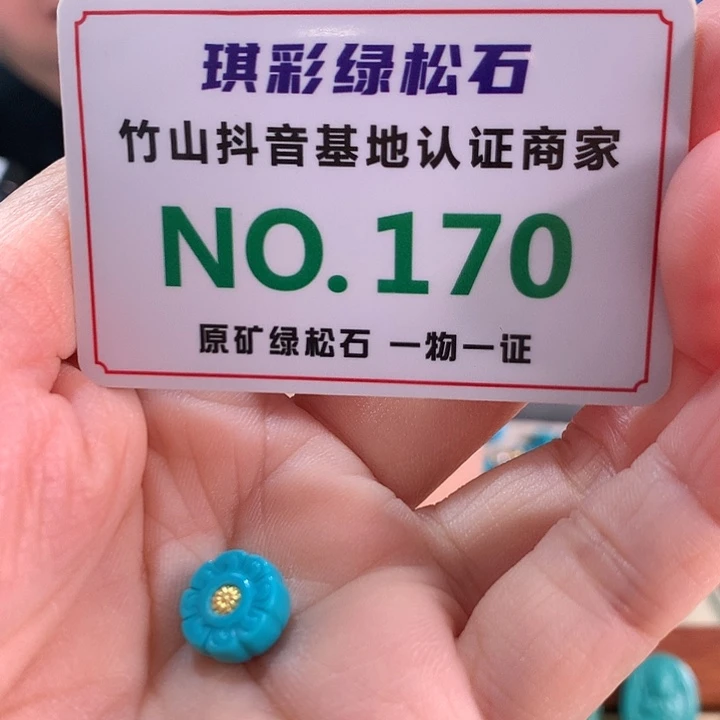 琪彩绿松石
竹山抖音基地认证商家
NO.170
原矿绿松石 一物一证